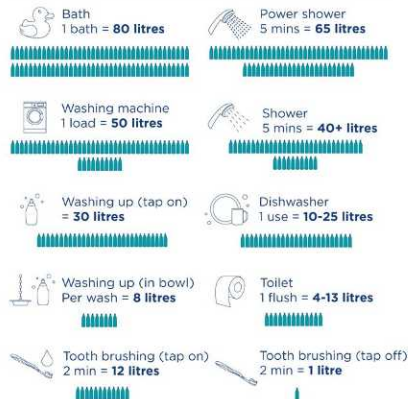 Bath
1 bath = 80 litres
Power shower
5 mins = 65 litres
Washing machine
1 load = 50 litres
Shower
5 mins = 40+ litres
Washing up (tap on)
= 30 litres
Dishwasher
1 use = 10-25 litres
Washing up (in bowl)
Per wash = 8 litres
Toilet
1 flush = 4-13 litres
Tooth brushing (tap on)
2 min = 12 litres
Tooth brushing (tap off)
2 min = 1 litre